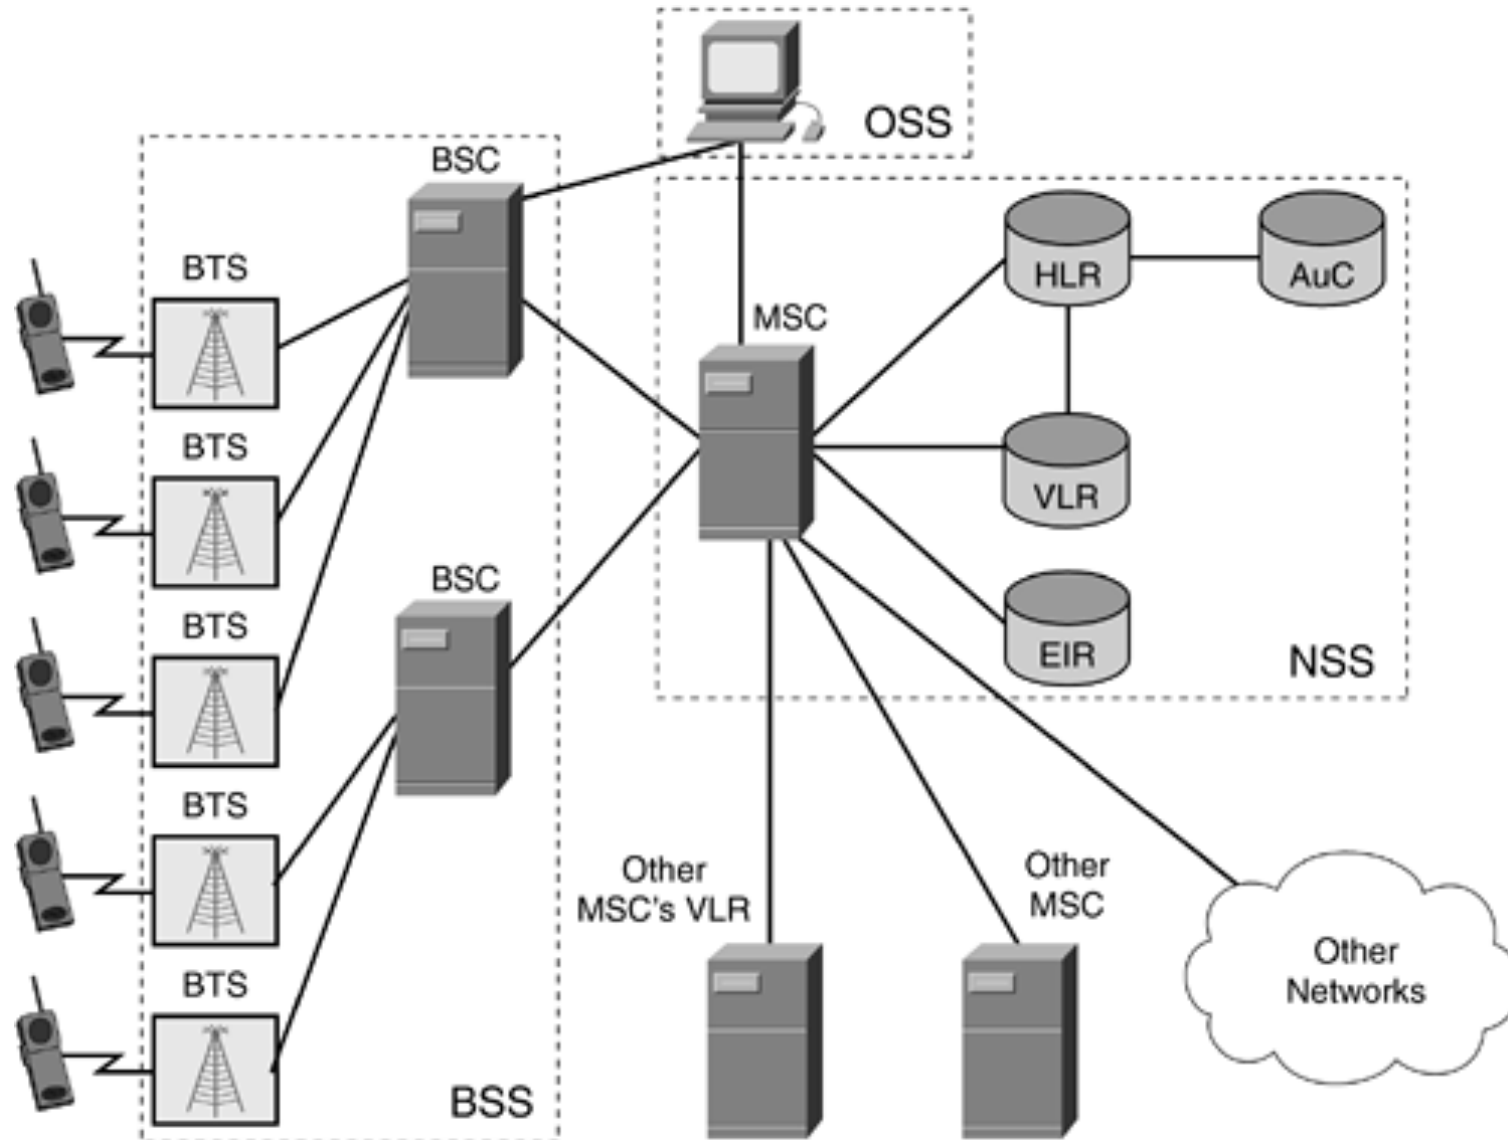 OSS
BSC
BTS
HLR
AuC
MSC
BTS
VLR
BSC
BTS
EIR
NSS
BTS
Other
MSC's VLR
Other
MSC
Other
Networks
BTS
BSS